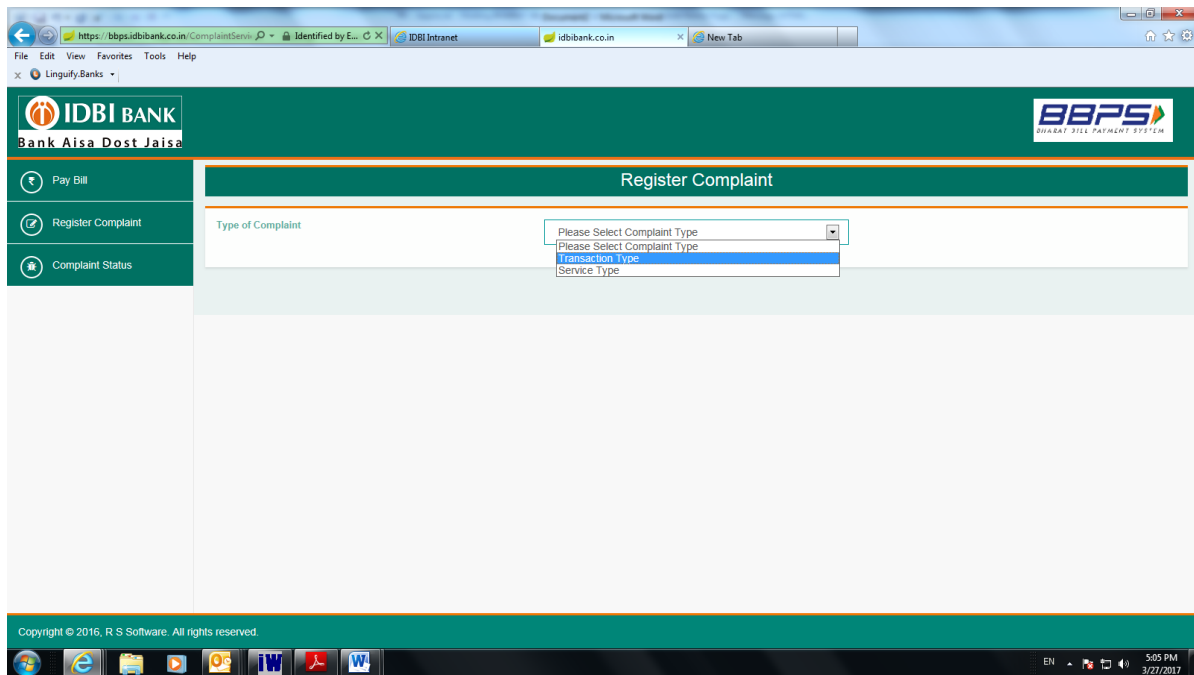 https://bbps.idbibank.co.in/ComplaintServi
Identified by E...
IDBI Intranet
idbibank.co.in
New Tab
File Edit View Favorites Tools Help
x Linguify.Banks
IDBI BANK
Bank Aisa Dost Jaisa
BBPS
BHARAT BILL PAYMENT SYSTEM
Pay Bill
Register Complaint
Complaint Status
Register Complaint
Type of Complaint
Please Select Complaint Type
Please Select Complaint Type
Transaction Type
Service Type
Copyright © 2016, R S Software. All rights reserved.
EN
5:05 PM
3/27/2017